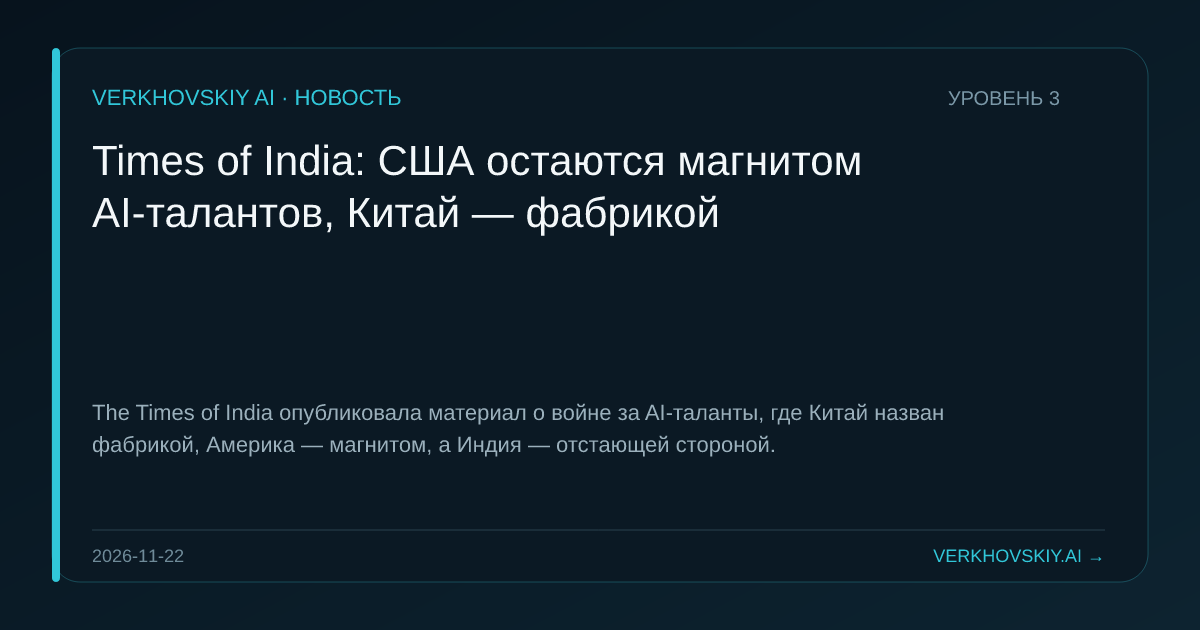 VERKHOVSKIY AI · НОВОСТЬ
УРОВЕНЬ 3
Times of India: США остаются магнитом
AI-талантов, Китай — фабрикой
The Times of India опубликовала материал о войне за AI-таланты, где Китай назван
фабрикой, Америка — магнитом, а Индия — отстающей стороной.
2026-11-22
VERKHOVSKIY.AI →